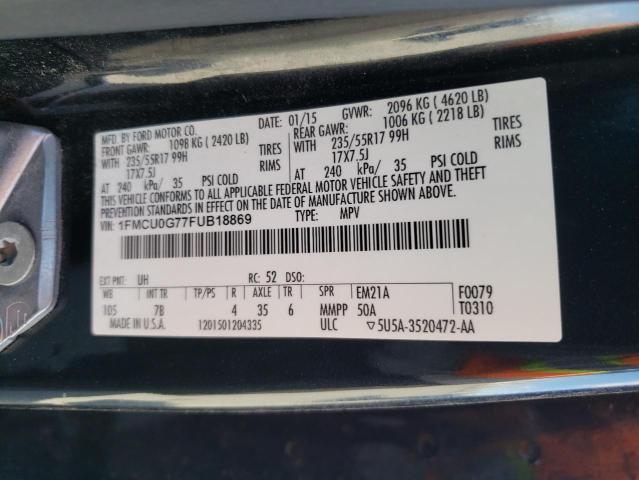 MFD. BY FORD MOTOR CO. DATE: 01/15 GVWR: 2096 KG ( 4620 LB)
FRONT GAWR: 1098 KG ( 2420 LB) REAR GAWR: 1006 KG ( 2218 LB)
WITH 235/55R17 99H TIRES WITH 235/55R17 99H TIRES
17X7.5J RIMS 17X7.5J RIMS
AT 240 kPa/ 35 PSI COLD AT 240 kPa/ 35 PSI COLD
THIS VEHICLE CONFORMS TO ALL APPLICABLE FEDERAL MOTOR VEHICLE SAFETY AND THEFT
PREVENTION STANDARDS IN EFFECT ON THE DATE OF MANUFACTURE SHOWN ABOVE.
VIN: 1FMCU0G77FUB18869 TYPE: MPV
EXT PNT: UH RC: 52 DSO:
WB INT TR TP/PS R AXLE TR SPR EM21A F0079
105 7B 4 35 6 MMPP 50A T0310
MADE IN U.S.A. 1201501204335 ULC ▽5U5A-3520472-AA